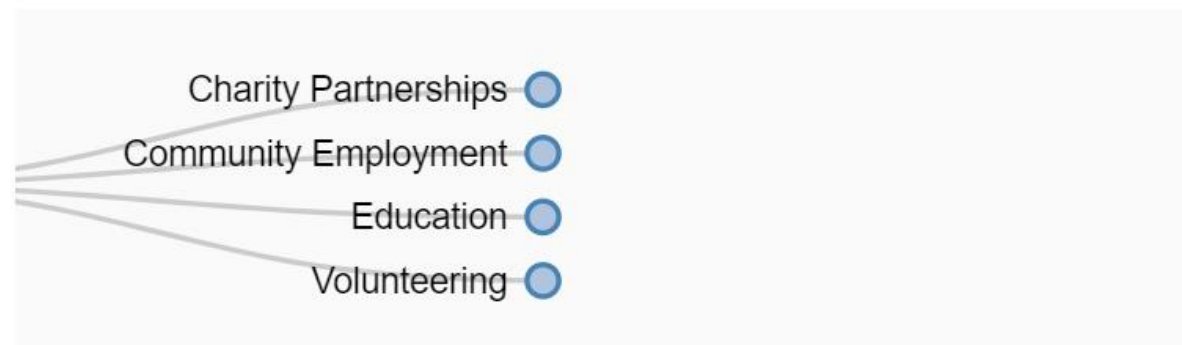 Charity Partnerships
Community Employment
Education
Volunteering